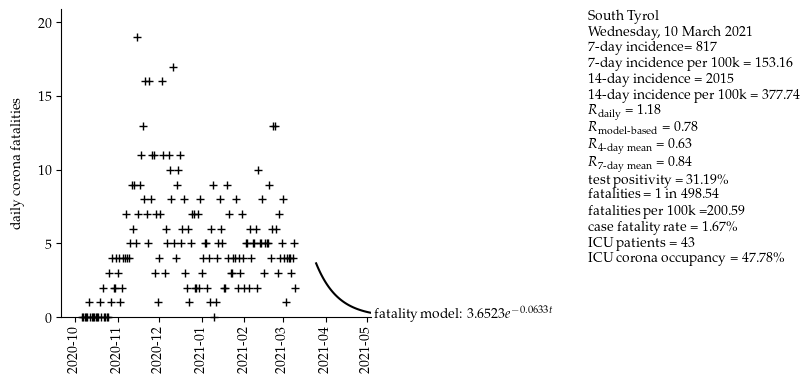 South Tyrol
Wednesday, 10 March 2021
7-day incidence= 817
7-day incidence per 100k = 153.16
14-day incidence = 2015
14-day incidence per 100k = 377.74
R_daily = 1.18
R_model-based = 0.78
R_4-day mean = 0.63
R_7-day mean = 0.84
test positivity = 31.19%
fatalities = 1 in 498.54
fatalities per 100k =200.59
case fatality rate = 1.67%
ICU patients = 43
ICU corona occupancy = 47.78%
daily corona fatalities
20
15
10
5
0
fatality model: 3.6523e^−0.0633t
2020-10
2020-11
2020-12
2021-01
2021-02
2021-03
2021-04
2021-05